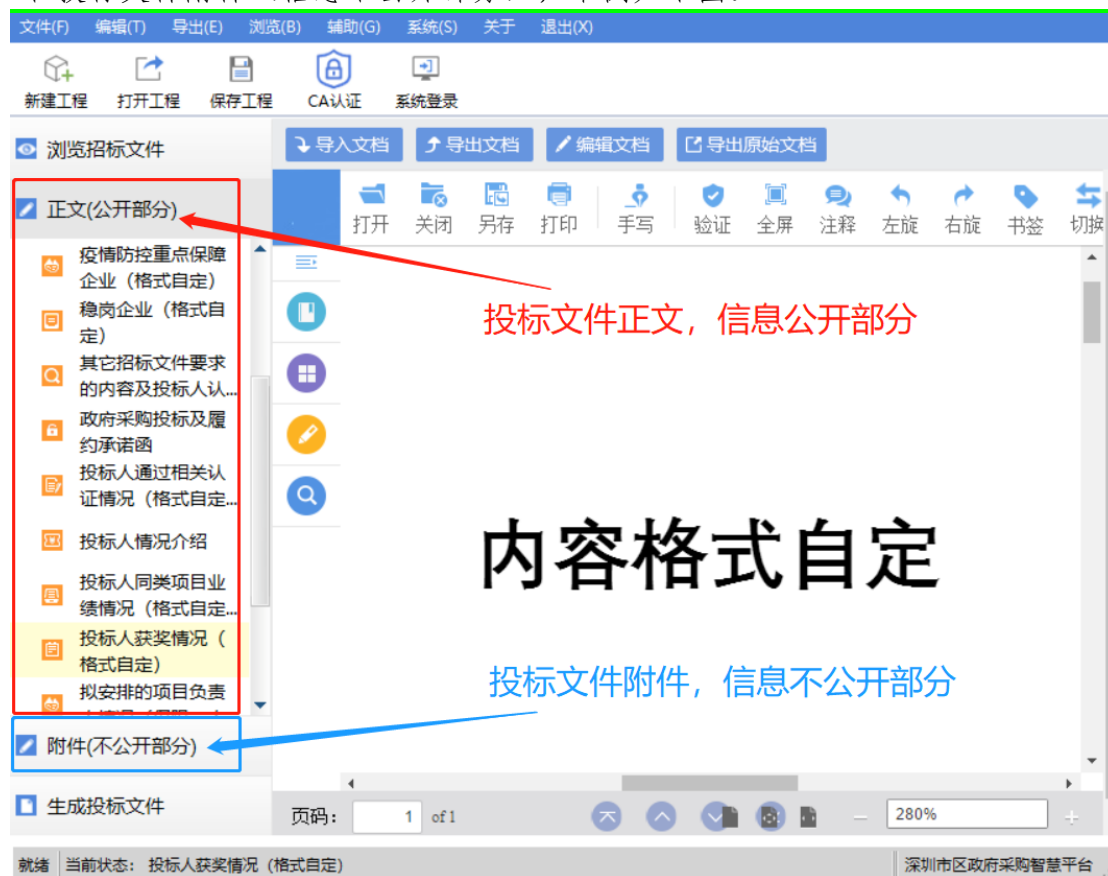 文件(F) 编辑(T) 导出(E) 浏览(B) 辅助(G) 系统(S) 关于 退出(X)
新建工程 打开工程 保存工程 CA认证 系统登录
浏览招标文件
正文(公开部分)
疫情防控重点保障
企业（格式自定）
稳岗企业（格式自
定）
其它招标文件要求
的内容及投标人认...
政府采购投标及履
约承诺函
投标人通过相关认
证情况（格式自定...
投标人情况介绍
投标人同类项目业
绩情况（格式自定...
投标人获奖情况（
格式自定）
拟安排的项目负责
附件(不公开部分)
生成投标文件
导入文档 导出文档 编辑文档 导出原始文档
打开 关闭 另存 打印 手写 验证 全屏 注释 左旋 右旋 书签 切换
投标文件正文，信息公开部分
内容格式自定
投标文件附件，信息不公开部分
页码： 1 of 1 280%
就绪 当前状态： 投标人获奖情况（格式自定） 深圳市区政府采购智慧平台